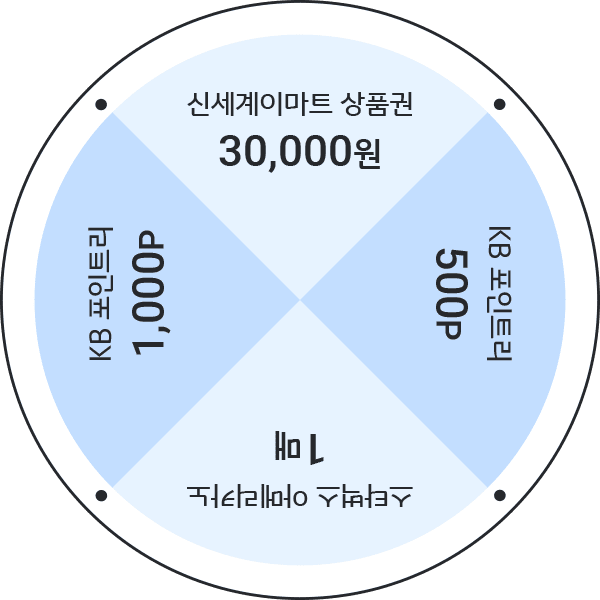 신세계이마트 상품권
30,000원
KB 포인트리
500P
스타벅스 아메리카노
1매
KB 포인트리
1,000P